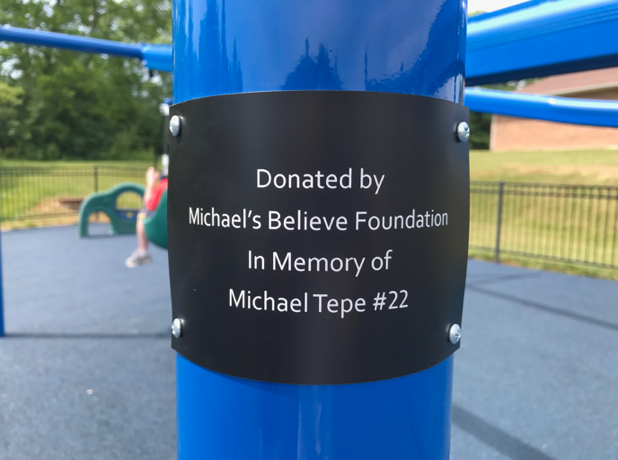 Donated by
Michael's Believe Foundation
In Memory of
Michael Tepe #22